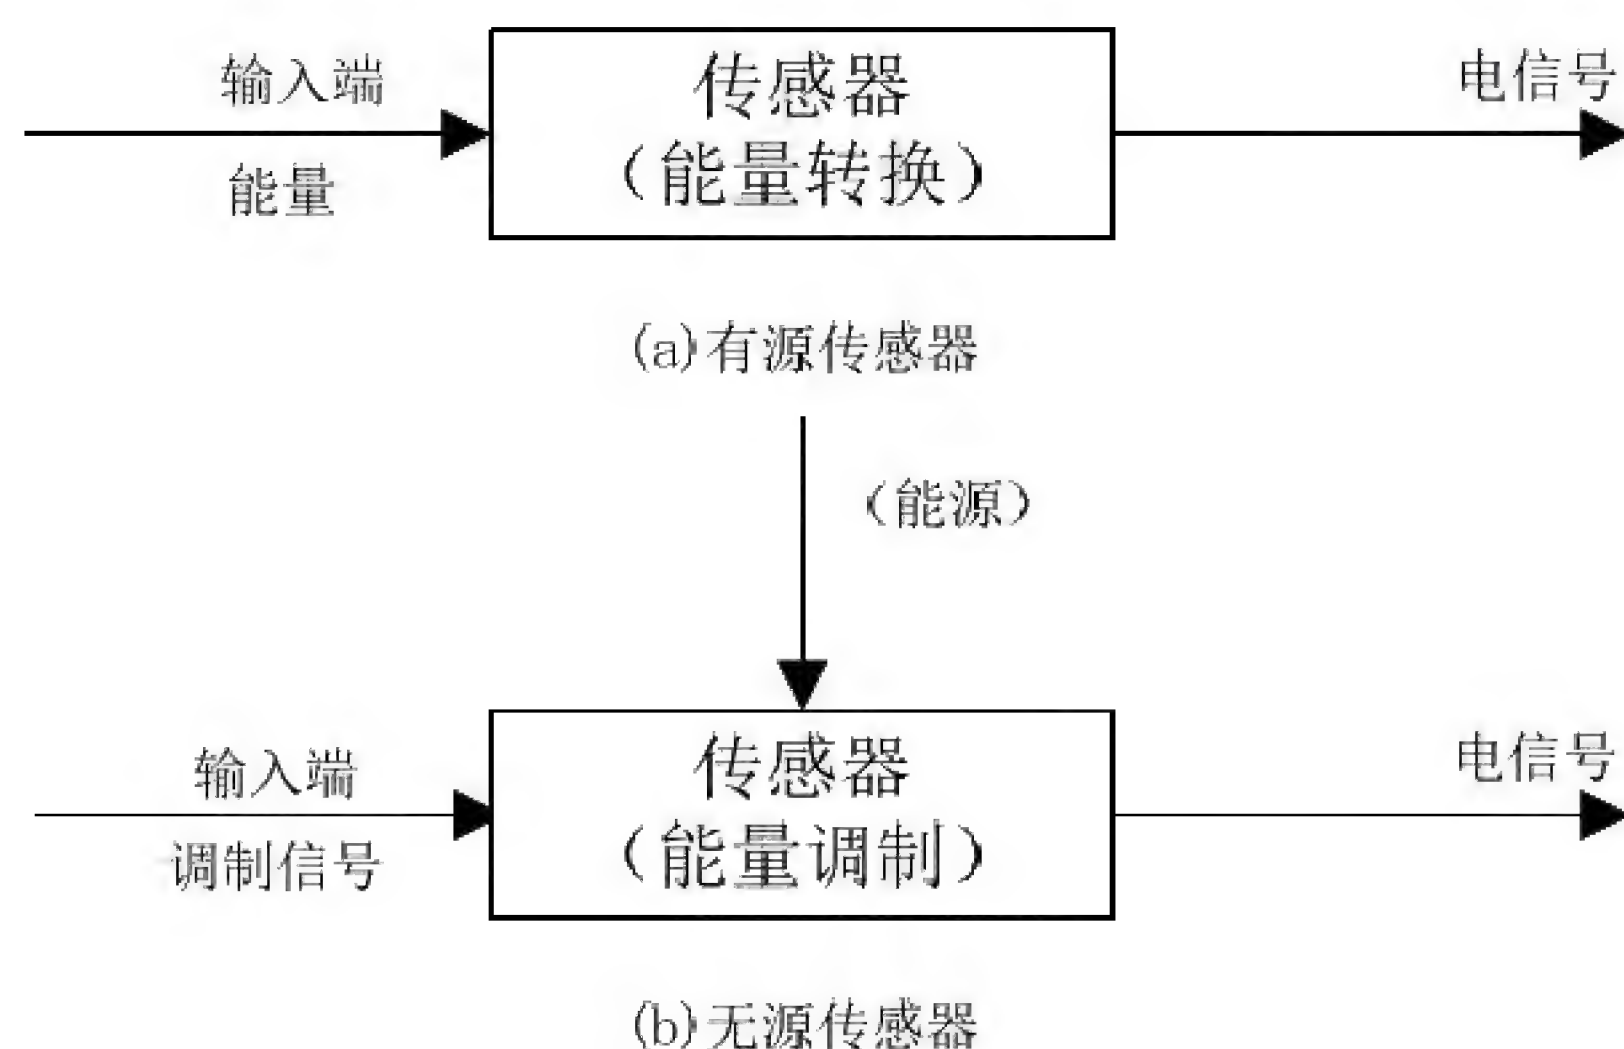 输入端
能量
传感器
（能量转换）
电信号
(a)有源传感器
（能源）
输入端
调制信号
传感器
（能量调制）
电信号
(b)无源传感器